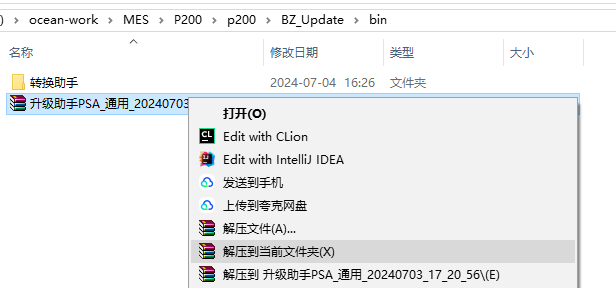 ) › ocean-work › MES › P200 › p200 › BZ_Update › bin
名称 修改日期 类型 大小
转换助手 2024-07-04 16:26 文件夹
升级助手PSA_通用_20240703_
打开(O)
Edit with CLion
Edit with IntelliJ IDEA
发送到手机
上传到夸克网盘
解压文件(A)...
解压到当前文件夹(X)
解压到 升级助手PSA_通用_20240703_17_20_56\(E)